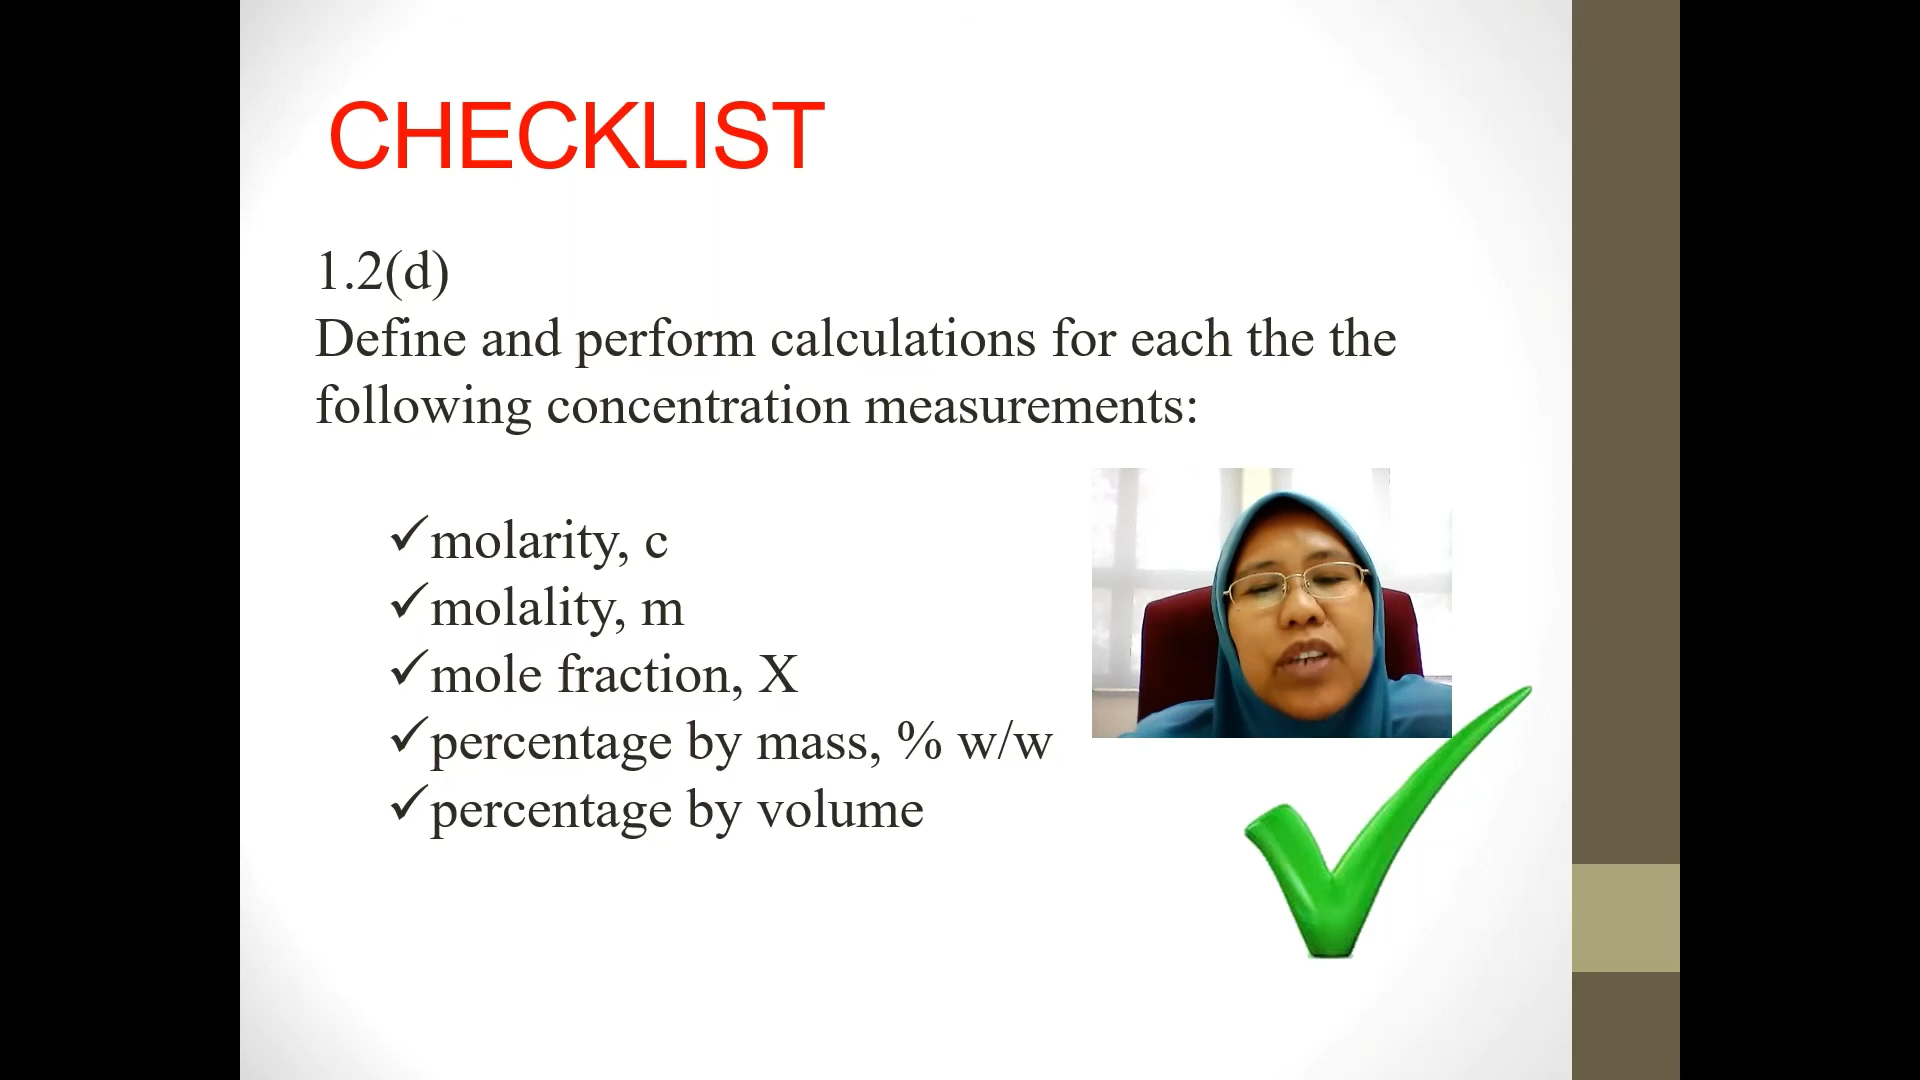 CHECKLIST
1.2(d)
Define and perform calculations for each the the
following concentration measurements:
✓molarity, c
✓molality, m
✓mole fraction, X
✓percentage by mass, % w/w
✓percentage by volume